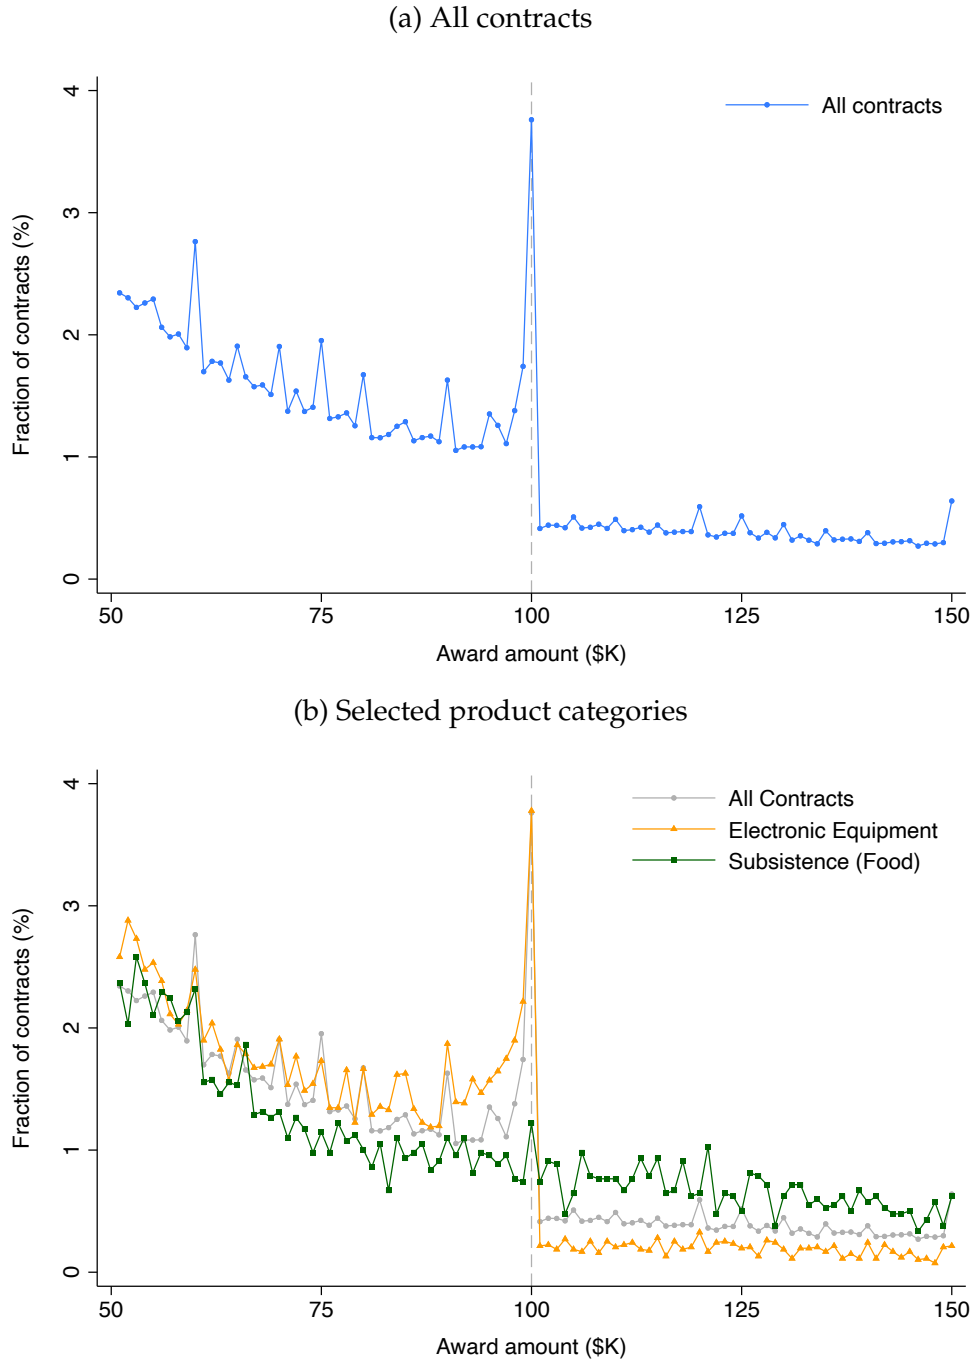 (a) All contracts
All contracts
Fraction of contracts (%)
4
3
2
1
0
50 75 100 125 150
Award amount ($K)
(b) Selected product categories
All Contracts
Electronic Equipment
Subsistence (Food)
Fraction of contracts (%)
4
3
2
1
0
50 75 100 125 150
Award amount ($K)